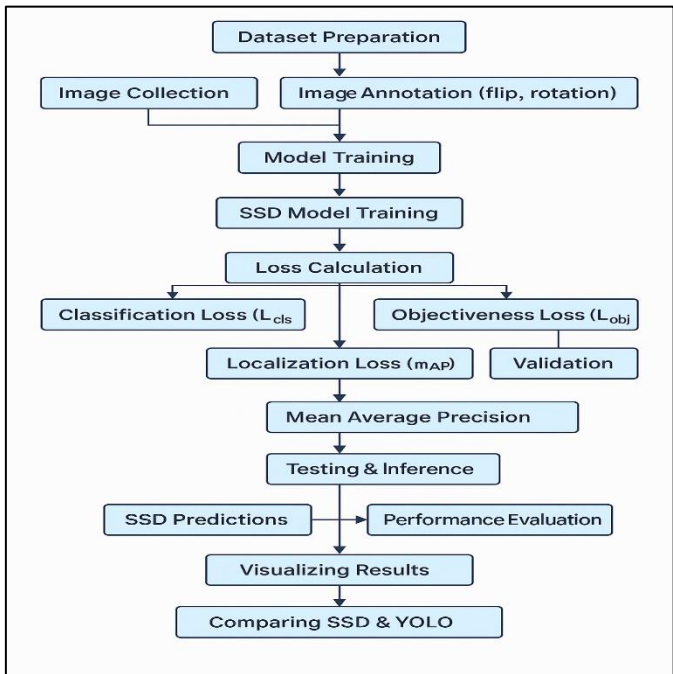 Dataset Preparation
Image Collection
Image Annotation (flip, rotation)
Model Training
SSD Model Training
Loss Calculation
Classification Loss (Lcls
Objectiveness Loss (Lobj
Localization Loss (mAP)
Validation
Mean Average Precision
Testing & Inference
SSD Predictions
Performance Evaluation
Visualizing Results
Comparing SSD & YOLO